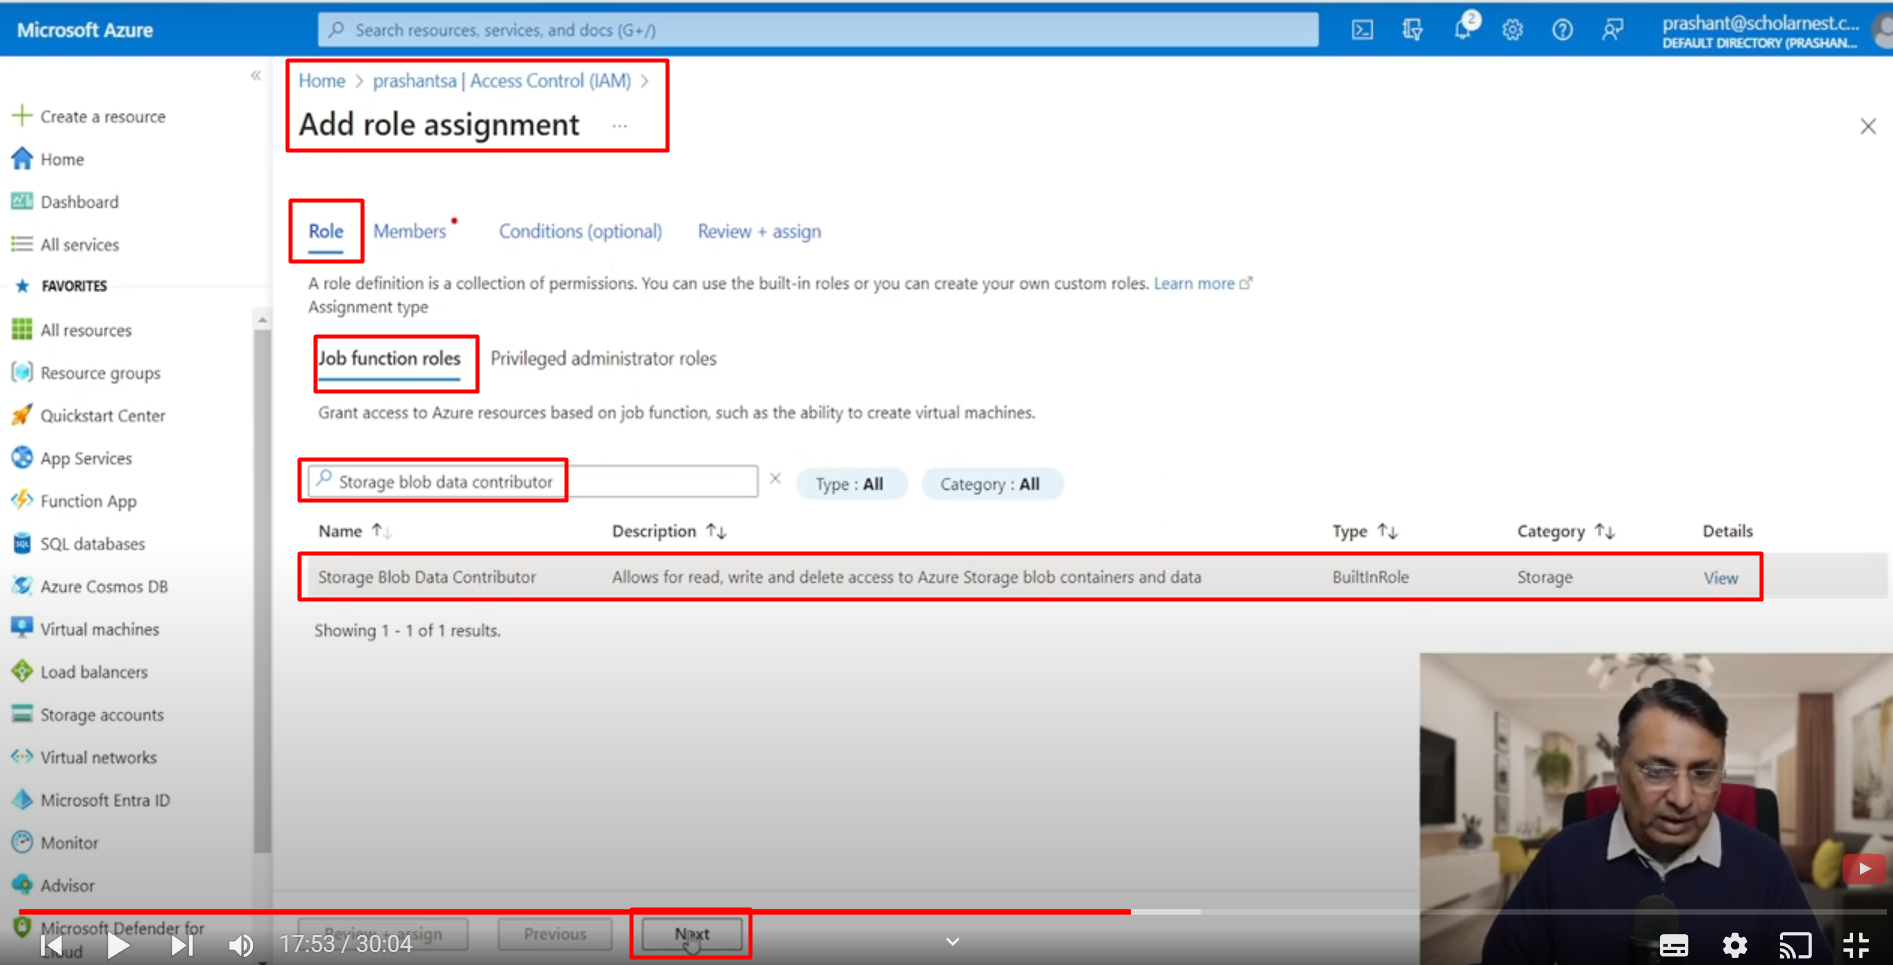 Microsoft Azure
Search resources, services, and docs (G+/)
2
prashant@scholarnest.c...
DEFAULT DIRECTORY (PRASHAN...
«
Create a resource
Home
Dashboard
All services
FAVORITES
All resources
Resource groups
Quickstart Center
App Services
Function App
SQL databases
Azure Cosmos DB
Virtual machines
Load balancers
Storage accounts
Virtual networks
Microsoft Entra ID
Monitor
Advisor
Microsoft Defender for
Cloud
Home > prashantsa | Access Control (IAM) >
Add role assignment ...
Role Members Conditions (optional) Review + assign
A role definition is a collection of permissions. You can use the built-in roles or you can create your own custom roles. Learn more
Assignment type
Job function roles Privileged administrator roles
Grant access to Azure resources based on job function, such as the ability to create virtual machines.
Storage blob data contributor Type : All Category : All
Name Description Type Category Details
Storage Blob Data Contributor Allows for read, write and delete access to Azure Storage blob containers and data BuiltInRole Storage View
Showing 1 - 1 of 1 results.
Review + assign Previous Next
17:53 / 30:04